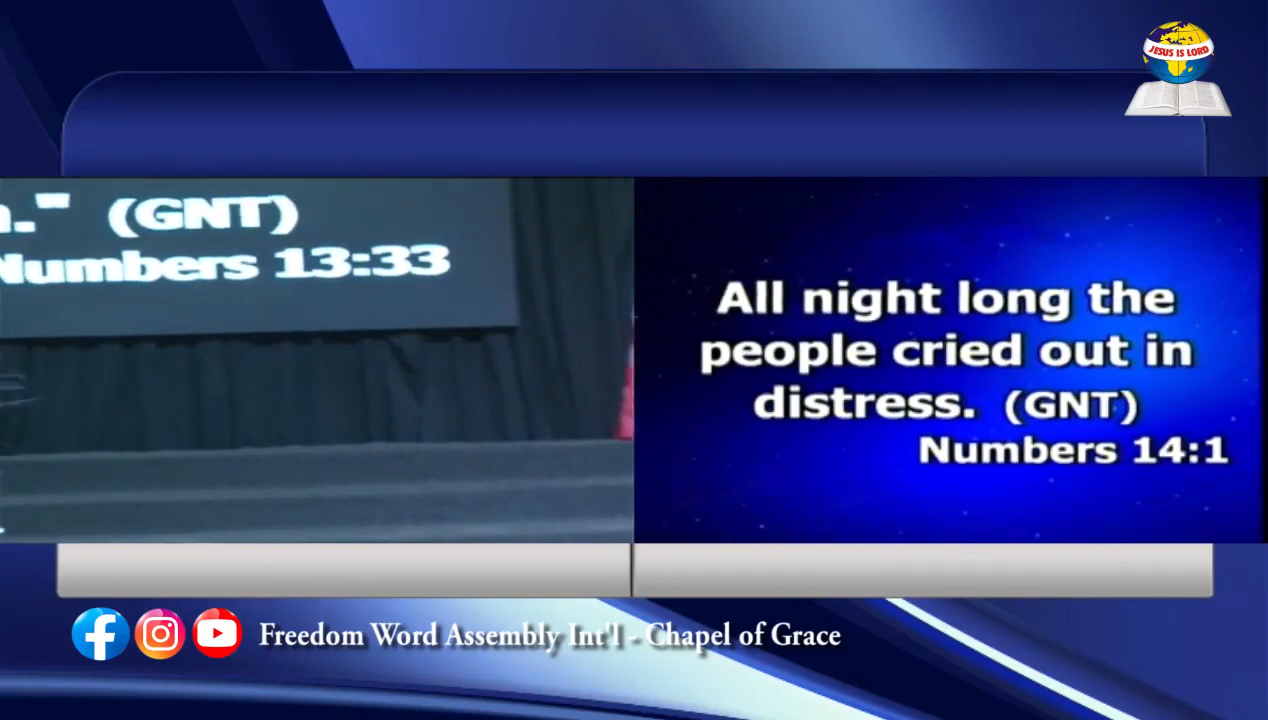 JESUS IS LORD
." (GNT)
Numbers 13:33
All night long the
people cried out in
distress. (GNT)
Numbers 14:1
Freedom Word Assembly Int'l - Chapel of Grace